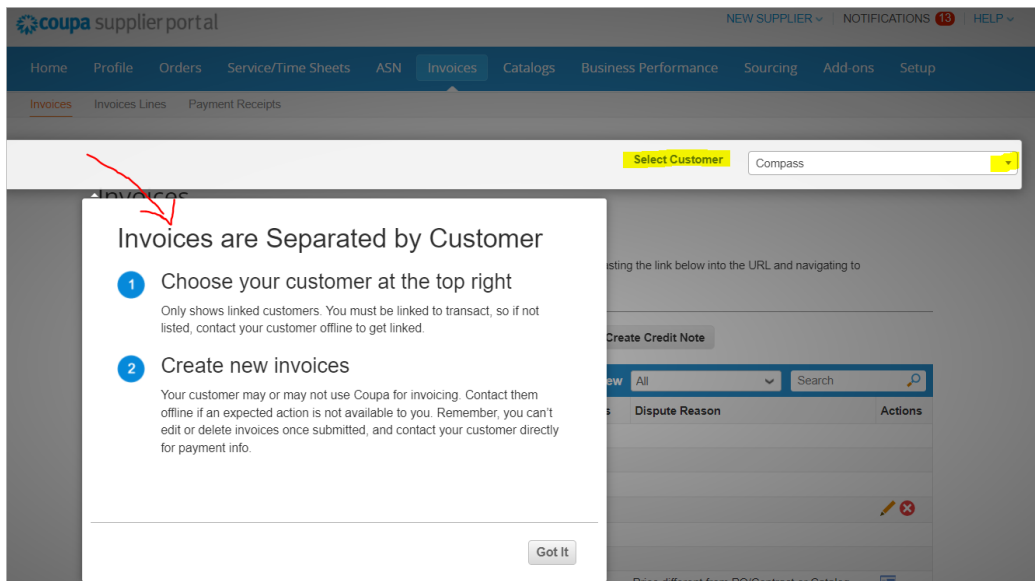 coupa supplier portal
NEW SUPPLIER NOTIFICATIONS 13 HELP
Home Profile Orders Service/Time Sheets ASN Invoices Catalogs Business Performance Sourcing Add-ons Setup
Invoices Invoices Lines Payment Receipts
Select Customer Compass
Invoices
Invoices are Separated by Customer
1 Choose your customer at the top right
Only shows linked customers. You must be linked to transact, so if not
listed, contact your customer offline to get linked.
2 Create new invoices
Your customer may or may not use Coupa for invoicing. Contact them
offline if an expected action is not available to you. Remember, you can't
edit or delete invoices once submitted, and contact your customer directly
for payment info.
Got It
the link below into the URL and navigating to
Create Credit Note
All Search
Dispute Reason Actions
Price different from PO/Contract or Catalog